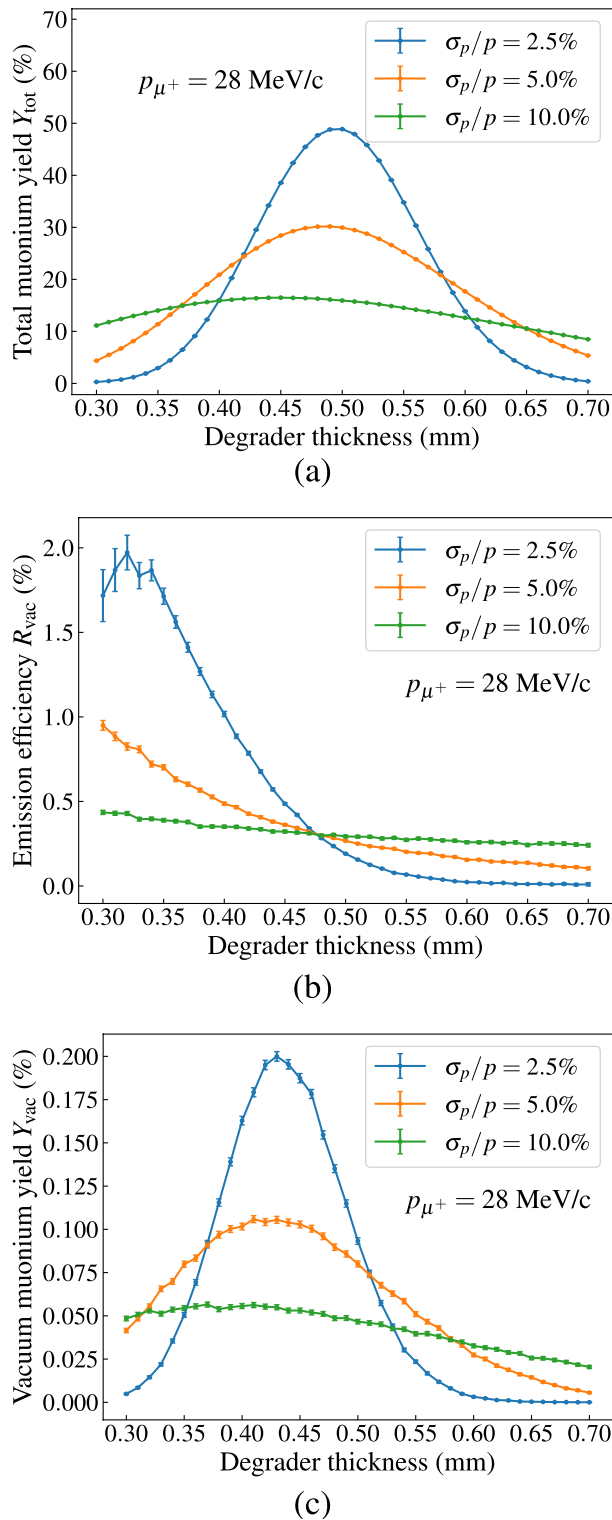 Total muonium yield Y_tot (%)
70
60
50
40
30
20
10
0
p_μ+ = 28 MeV/c
σ_p/p = 2.5%
σ_p/p = 5.0%
σ_p/p = 10.0%
0.30 0.35 0.40 0.45 0.50 0.55 0.60 0.65 0.70
Degrader thickness (mm)
(a)
Emission efficiency R_vac (%)
2.0
1.5
1.0
0.5
0.0
σ_p/p = 2.5%
σ_p/p = 5.0%
σ_p/p = 10.0%
p_μ+ = 28 MeV/c
0.30 0.35 0.40 0.45 0.50 0.55 0.60 0.65 0.70
Degrader thickness (mm)
(b)
Vacuum muonium yield Y_vac (%)
0.200
0.175
0.150
0.125
0.100
0.075
0.050
0.025
0.000
σ_p/p = 2.5%
σ_p/p = 5.0%
σ_p/p = 10.0%
p_μ+ = 28 MeV/c
0.30 0.35 0.40 0.45 0.50 0.55 0.60 0.65 0.70
Degrader thickness (mm)
(c)